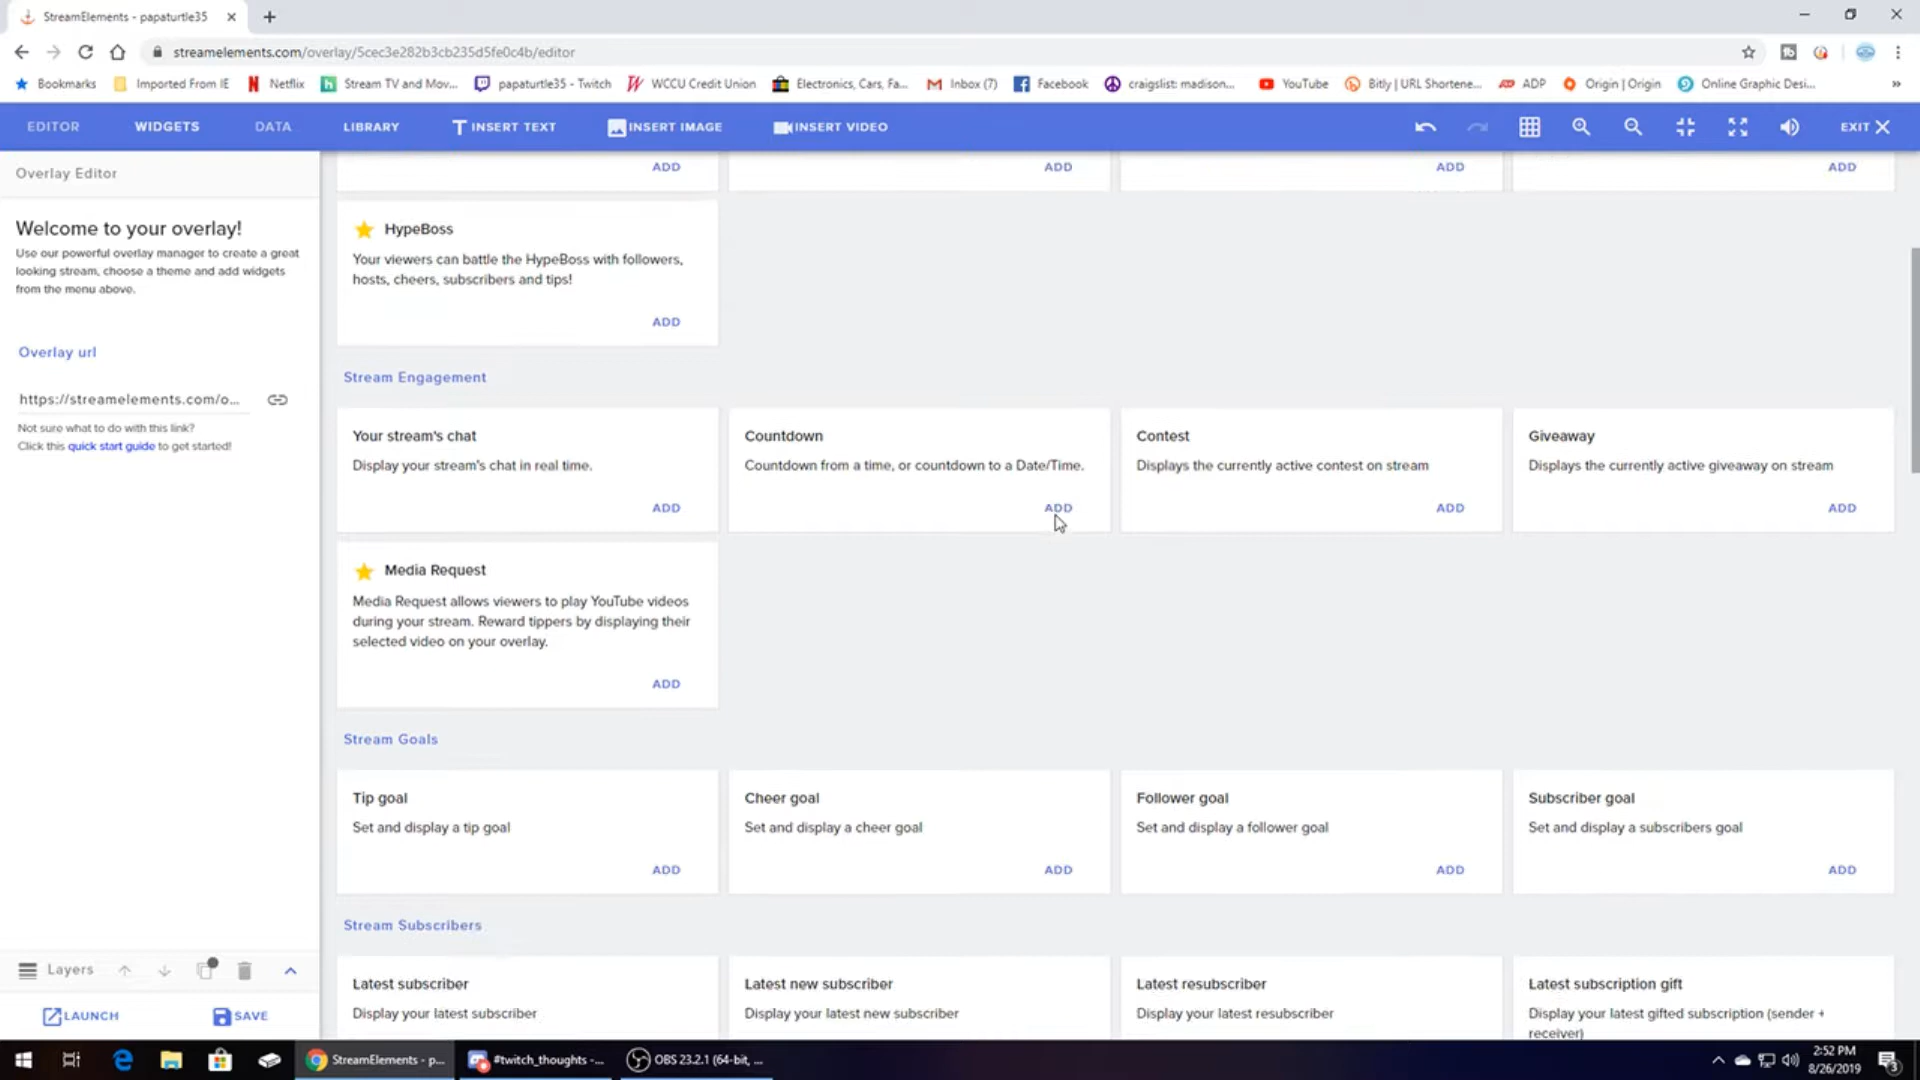 StreamElements - papaturtle35
streamelements.com/overlay/5cec3e282b3cb235d5fe0c4b/editor
Bookmarks Imported From IE Netflix Stream TV and Mov... papaturtle35 - Twitch WCCU Credit Union Electronics, Cars, Fa... Inbox (7) Facebook craigslist: madison... YouTube Bitly | URL Shortene... ADP Origin | Origin Online Graphic Desi... »
EDITOR WIDGETS DATA LIBRARY INSERT TEXT INSERT IMAGE INSERT VIDEO EXIT
Overlay Editor
Welcome to your overlay!
Use our powerful overlay manager to create a great
looking stream, choose a theme and add widgets
from the menu above.
Overlay url
https://streamelements.com/o...
Not sure what to do with this link?
Click this quick start guide to get started!
Layers
LAUNCH SAVE
ADD ADD ADD ADD
HypeBoss
Your viewers can battle the HypeBoss with followers,
hosts, cheers, subscribers and tips!
ADD
Stream Engagement
Your stream's chat
Display your stream's chat in real time.
ADD
Countdown
Countdown from a time, or countdown to a Date/Time.
ADD
Contest
Displays the currently active contest on stream
ADD
Giveaway
Displays the currently active giveaway on stream
ADD
Media Request
Media Request allows viewers to play YouTube videos
during your stream. Reward tippers by displaying their
selected video on your overlay.
ADD
Stream Goals
Tip goal
Set and display a tip goal
ADD
Cheer goal
Set and display a cheer goal
ADD
Follower goal
Set and display a follower goal
ADD
Subscriber goal
Set and display a subscribers goal
ADD
Stream Subscribers
Latest subscriber
Display your latest subscriber
Latest new subscriber
Display your latest new subscriber
Latest resubscriber
Display your latest resubscriber
Latest subscription gift
Display your latest gifted subscription (sender +
receiver)
StreamElements - p... #twitch_thoughts -... OBS 23.2.1 (64-bit, ...
2:52 PM
8/26/2019
3